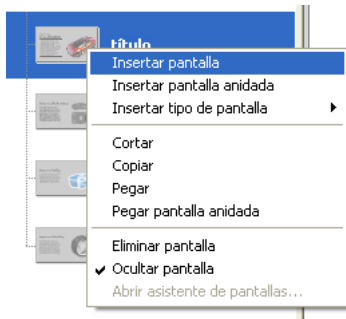 título
Insertar pantalla
Insertar pantalla anidada
Insertar tipo de pantalla
Cortar
Copiar
Pegar
Pegar pantalla anidada
Eliminar pantalla
Ocultar pantalla
Abrir asistente de pantallas...